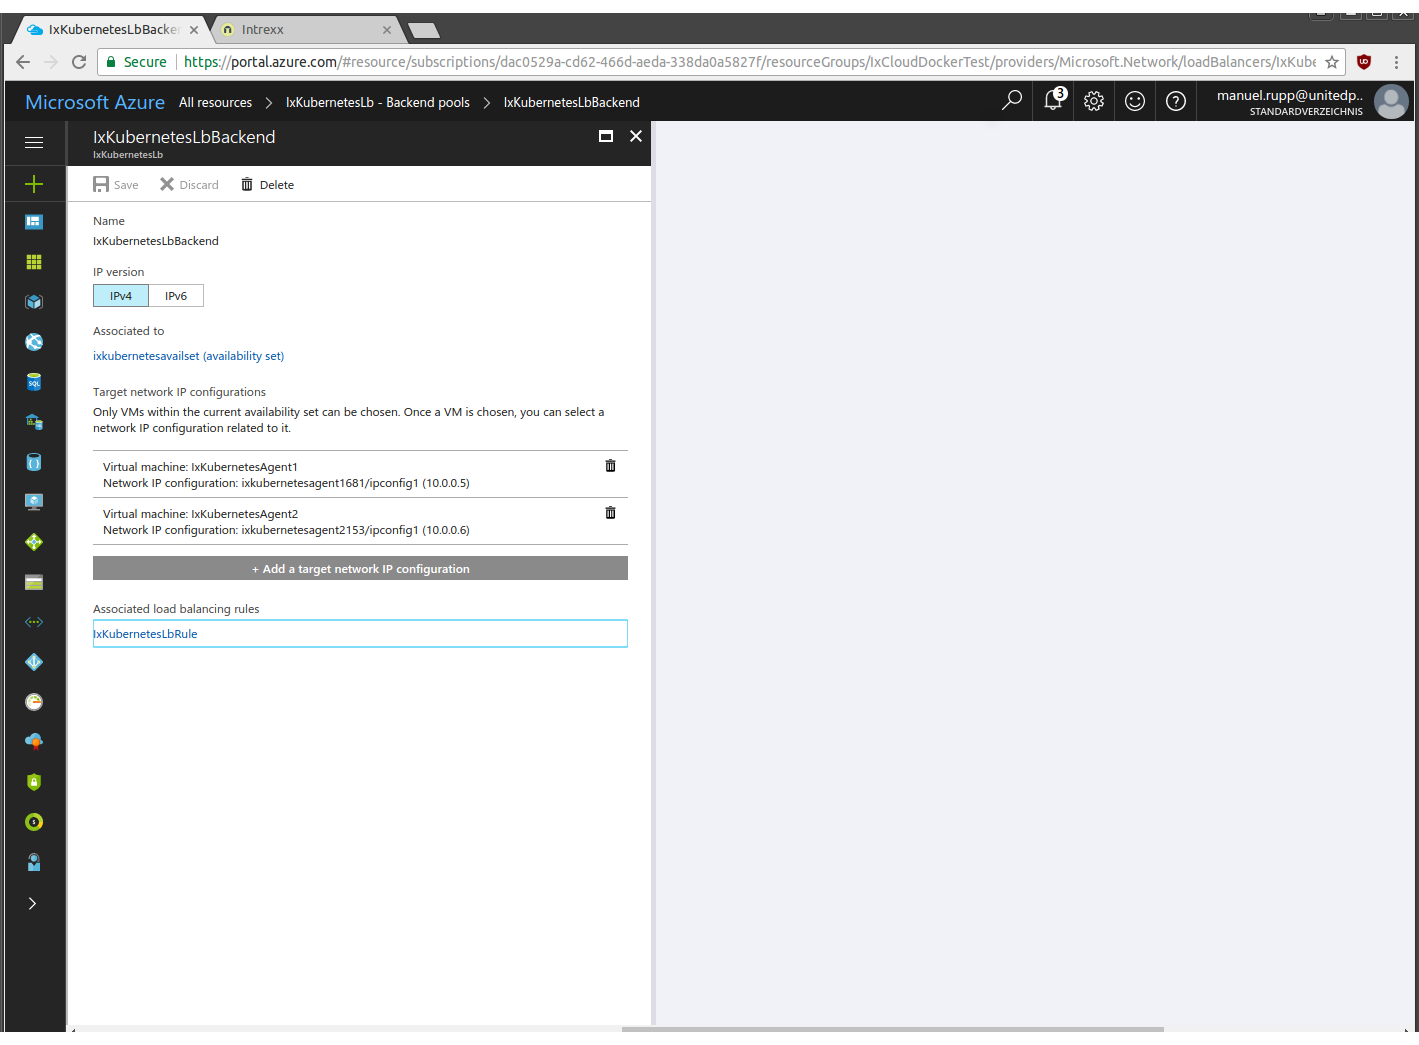 IxKubernetesLbBacken
Intrexx
Secure
https://portal.azure.com/#resource/subscriptions/dac0529a-cd62-466d-aeda-338da0a5827f/resourceGroups/IxCloudDockerTest/providers/Microsoft.Network/loadBalancers/IxKube
Microsoft Azure All resources > IxKubernetesLb - Backend pools > IxKubernetesLbBackend
3
manuel.rupp@unitedp..
STANDARDVERZEICHNIS
IxKubernetesLbBackend
IxKubernetesLb
Save Discard Delete
Name
IxKubernetesLbBackend
IP version
IPv4 IPv6
Associated to
ixkubernetesavailset (availability set)
Target network IP configurations
Only VMs within the current availability set can be chosen. Once a VM is chosen, you can select a
network IP configuration related to it.
Virtual machine: IxKubernetesAgent1
Network IP configuration: ixkubernetesagent1681/ipconfig1 (10.0.0.5)
Virtual machine: IxKubernetesAgent2
Network IP configuration: ixkubernetesagent2153/ipconfig1 (10.0.0.6)
+ Add a target network IP configuration
Associated load balancing rules
IxKubernetesLbRule
SQL